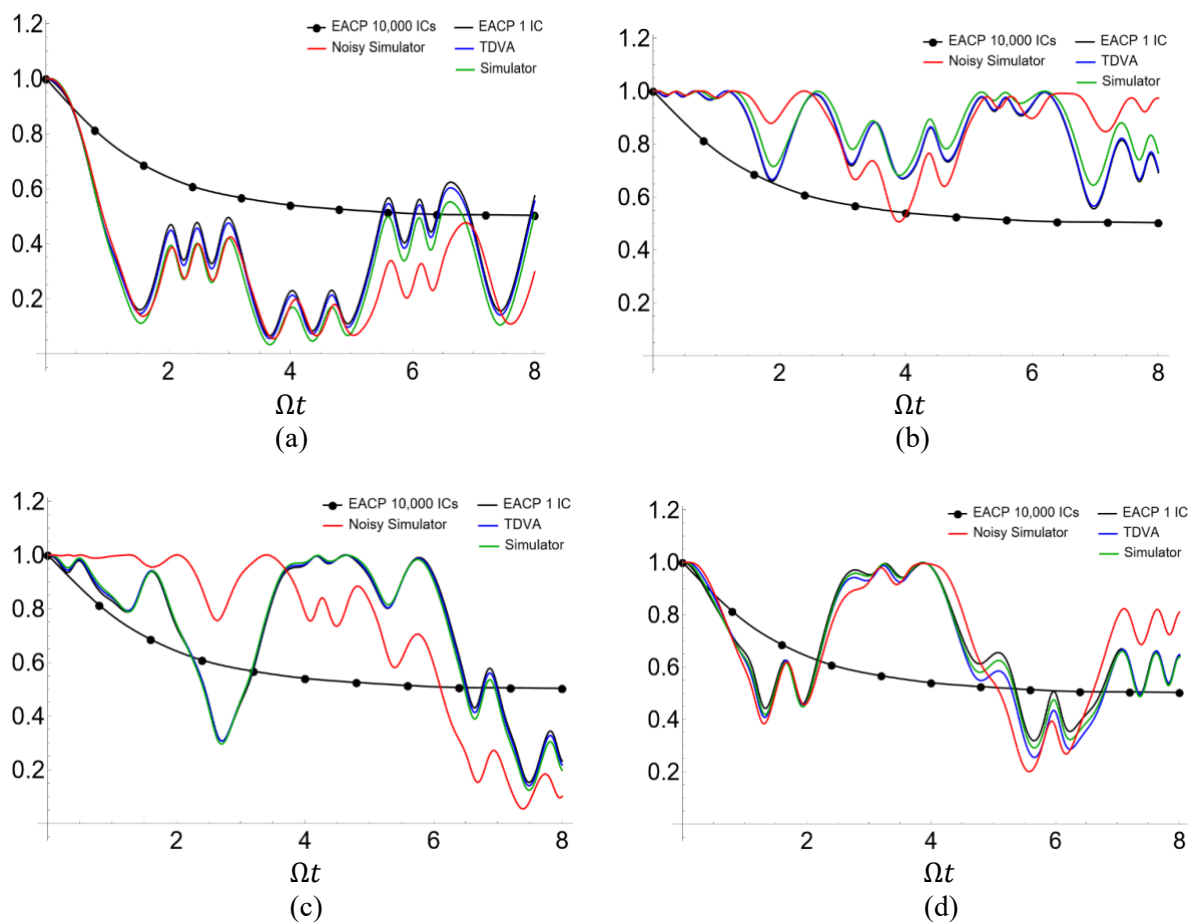 1.2
EACP 10,000 ICs
EACP 1 IC
Noisy Simulator
TDVA
Simulator
1.0
0.8
0.6
0.4
0.2
2
4
6
8
Ωt
(a)
1.2
EACP 10,000 ICs
EACP 1 IC
Noisy Simulator
TDVA
Simulator
1.0
0.8
0.6
0.4
0.2
2
4
6
8
Ωt
(b)
1.2
EACP 10,000 ICs
EACP 1 IC
Noisy Simulator
TDVA
Simulator
1.0
0.8
0.6
0.4
0.2
2
4
6
8
Ωt
(c)
1.2
EACP 10,000 ICs
EACP 1 IC
Noisy Simulator
TDVA
Simulator
1.0
0.8
0.6
0.4
0.2
2
4
6
8
Ωt
(d)